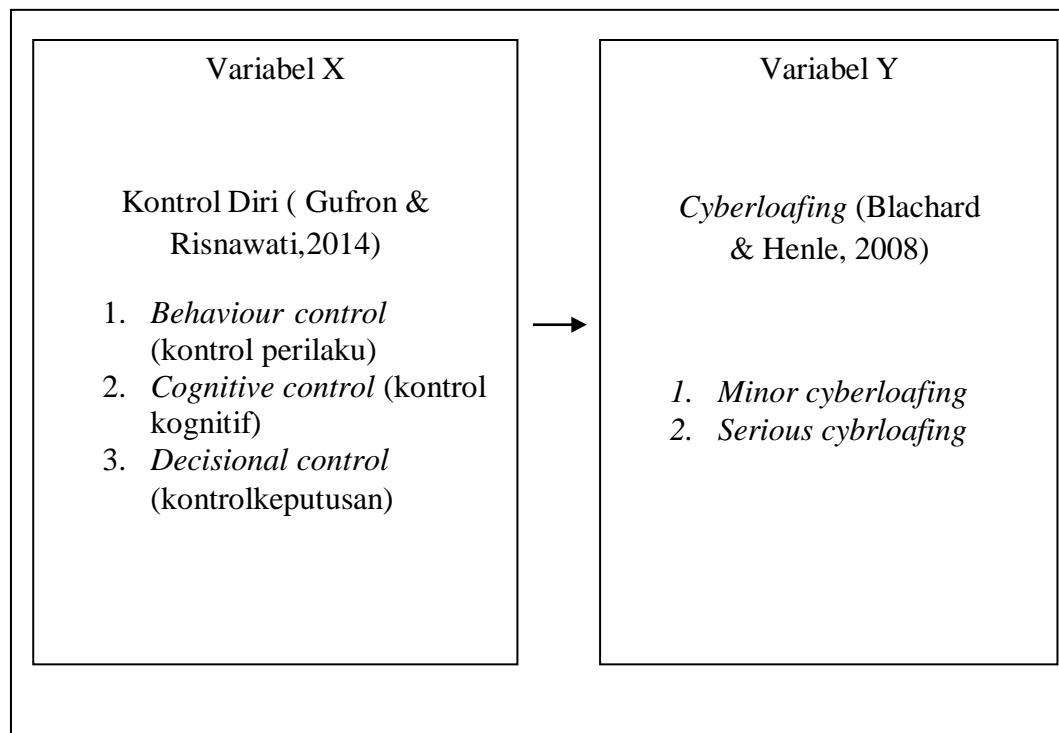 Variabel X
Kontrol Diri ( Gufron &
Risnawati,2014)
1. Behaviour control
(kontrol perilaku)
2. Cognitive control (kontrol
kognitif)
3. Decisional control
(kontrolkeputusan)
Variabel Y
Cyberloafing (Blachard
& Henle, 2008)
1. Minor cyberloafing
2. Serious cybrloafing